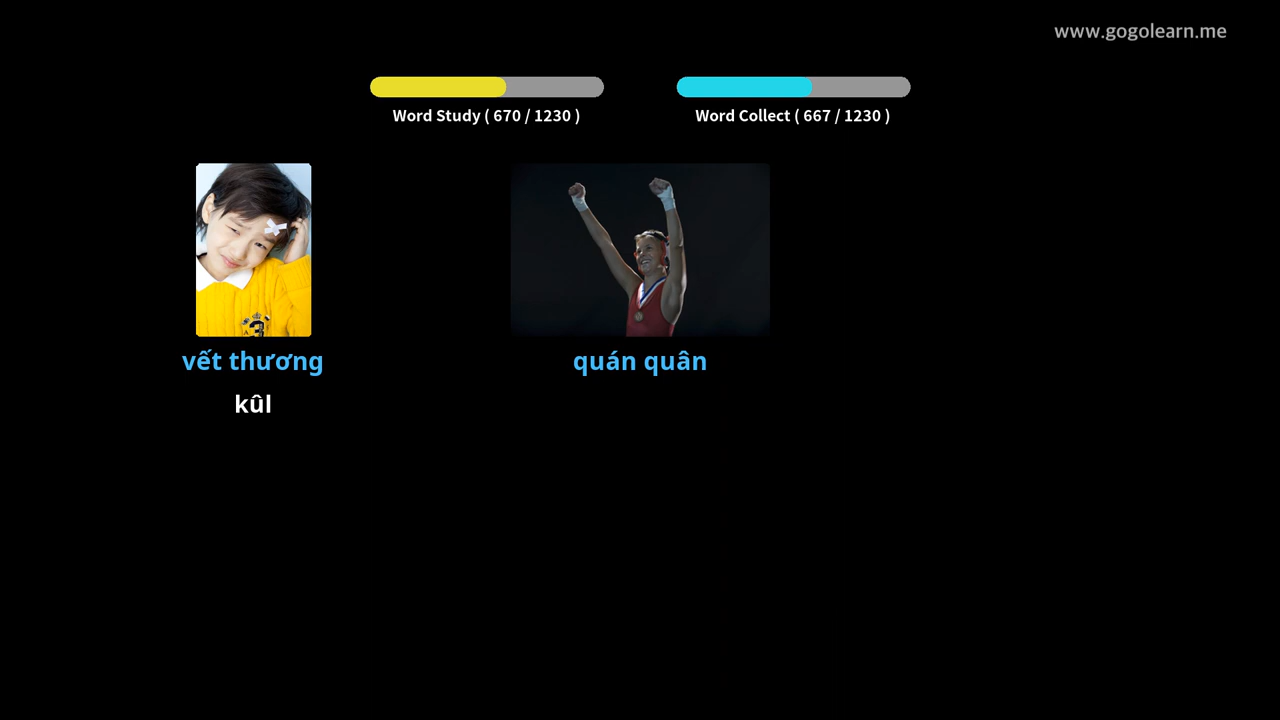 www.gogolearn.me
Word Study ( 670 / 1230 )
Word Collect ( 667 / 1230 )
vết thương
quán quân
kûl